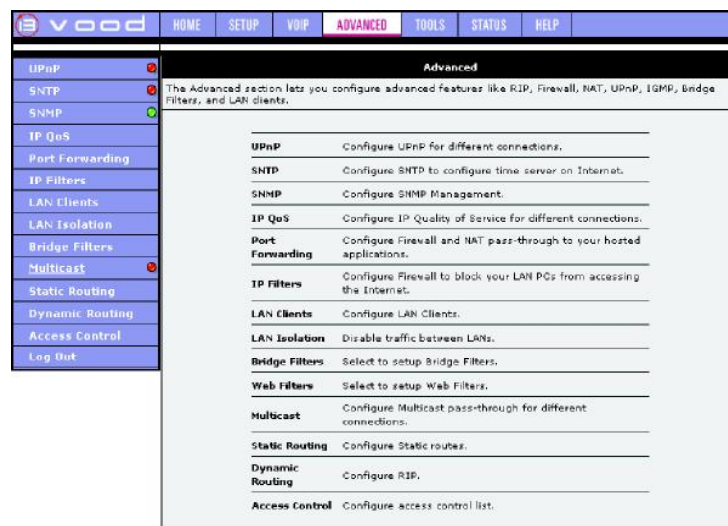 vood
HOME SETUP VOIP ADVANCED TOOLS STATUS HELP
UPnP
SNTP
SNMP
IP QoS
Port Forwarding
IP Filters
LAN Clients
LAN Isolation
Bridge Filters
Multicast
Static Routing
Dynamic Routing
Access Control
Log Out
Advanced
The Advanced section lets you configure advanced features like RIP, Firewall, NAT, UPnP, IGMP, Bridge
Filters, and LAN clients.
UPnP Configure UPnP for different connections.
SNTP Configure SNTP to configure time server on Internet.
SNMP Configure SNMP Management.
IP QoS Configure IP Quality of Service for different connections.
Port Forwarding Configure Firewall and NAT pass-through to your hosted
applications.
IP Filters Configure Firewall to block your LAN PCs from accessing
the Internet.
LAN Clients Configure LAN Clients.
LAN Isolation Disable traffic between LANs.
Bridge Filters Select to setup Bridge Filters.
Web Filters Select to setup Web Filters.
Multicast Configure Multicast pass-through for different
connections.
Static Routing Configure Static routes.
Dynamic Routing Configure RIP.
Access Control Configure access control list.